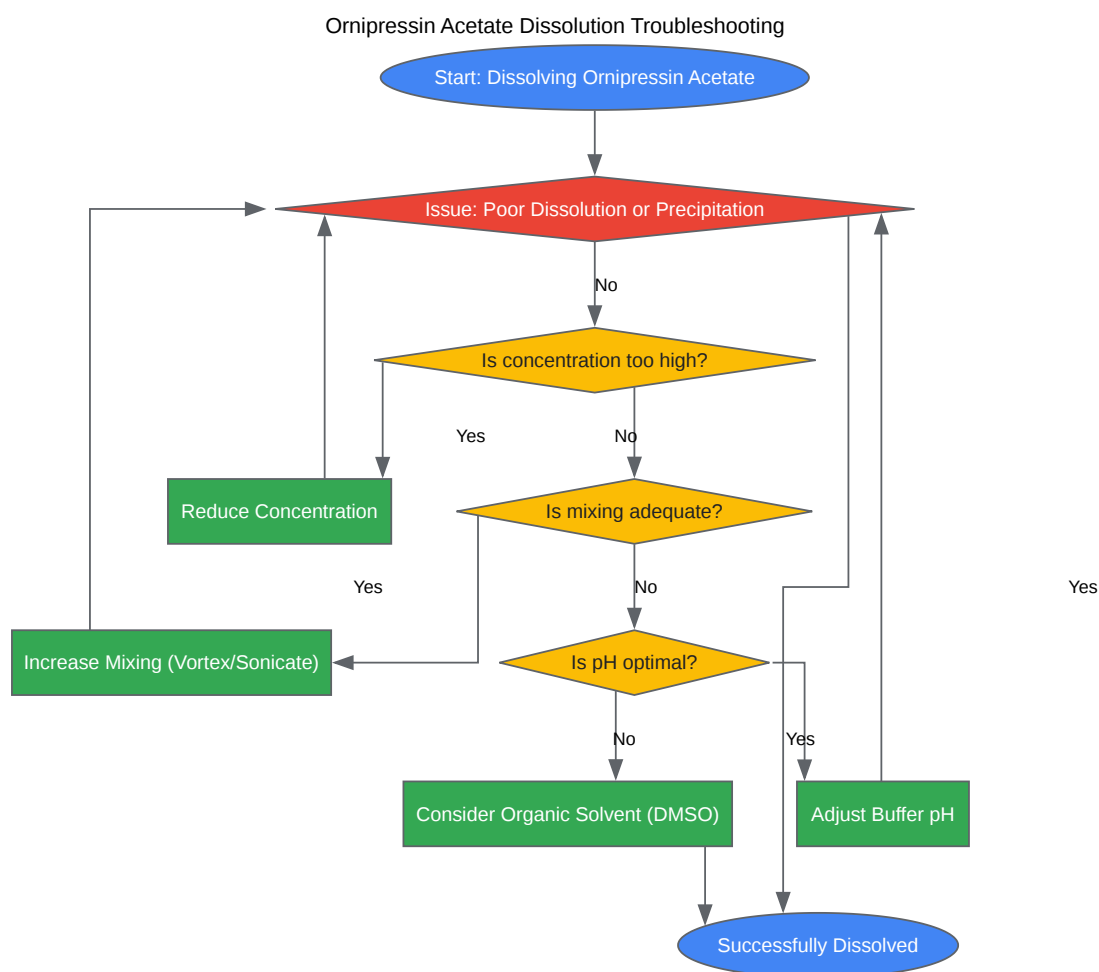 Ornipressin Acetate Dissolution Troubleshooting
Start: Dissolving Ornipressin Acetate
Issue: Poor Dissolution or Precipitation
No
Is concentration too high?
Yes
No
Reduce Concentration
Is mixing adequate?
Yes
No
Yes
Increase Mixing (Vortex/Sonicate)
Is pH optimal?
No
Yes
Consider Organic Solvent (DMSO)
Adjust Buffer pH
Successfully Dissolved